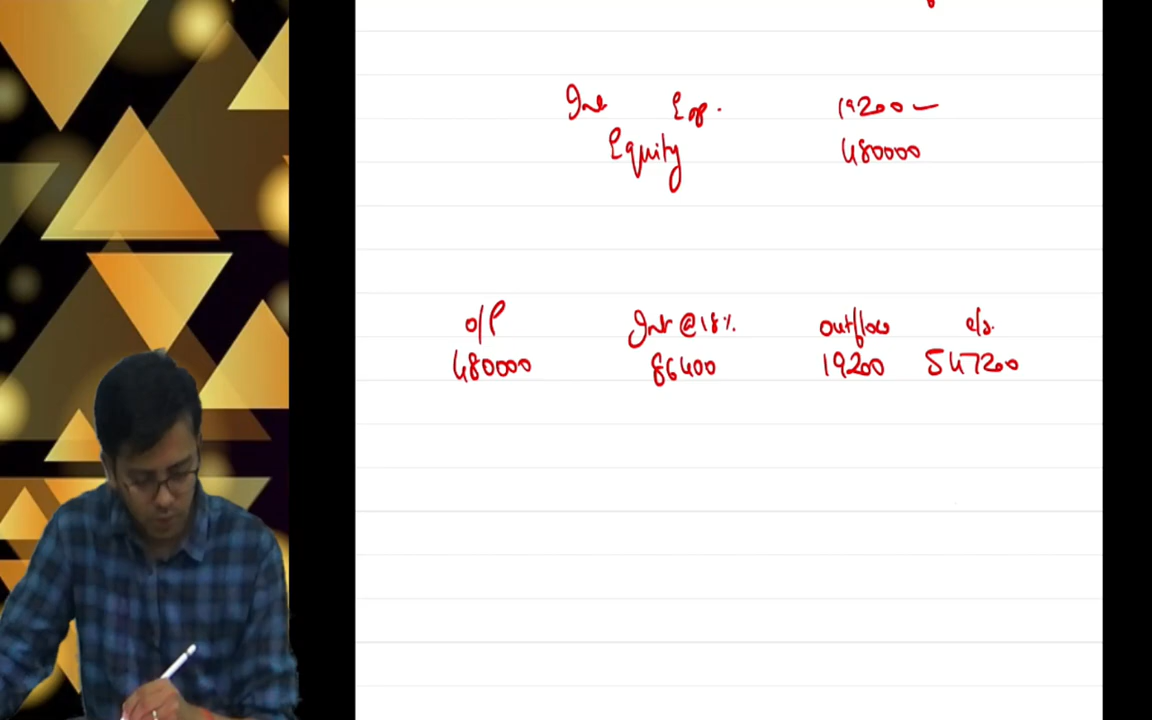 Int Exp. 19200 —
Equity 480000
o/P Int @ 18% outflow c/s.
480000 86400 19200 547200